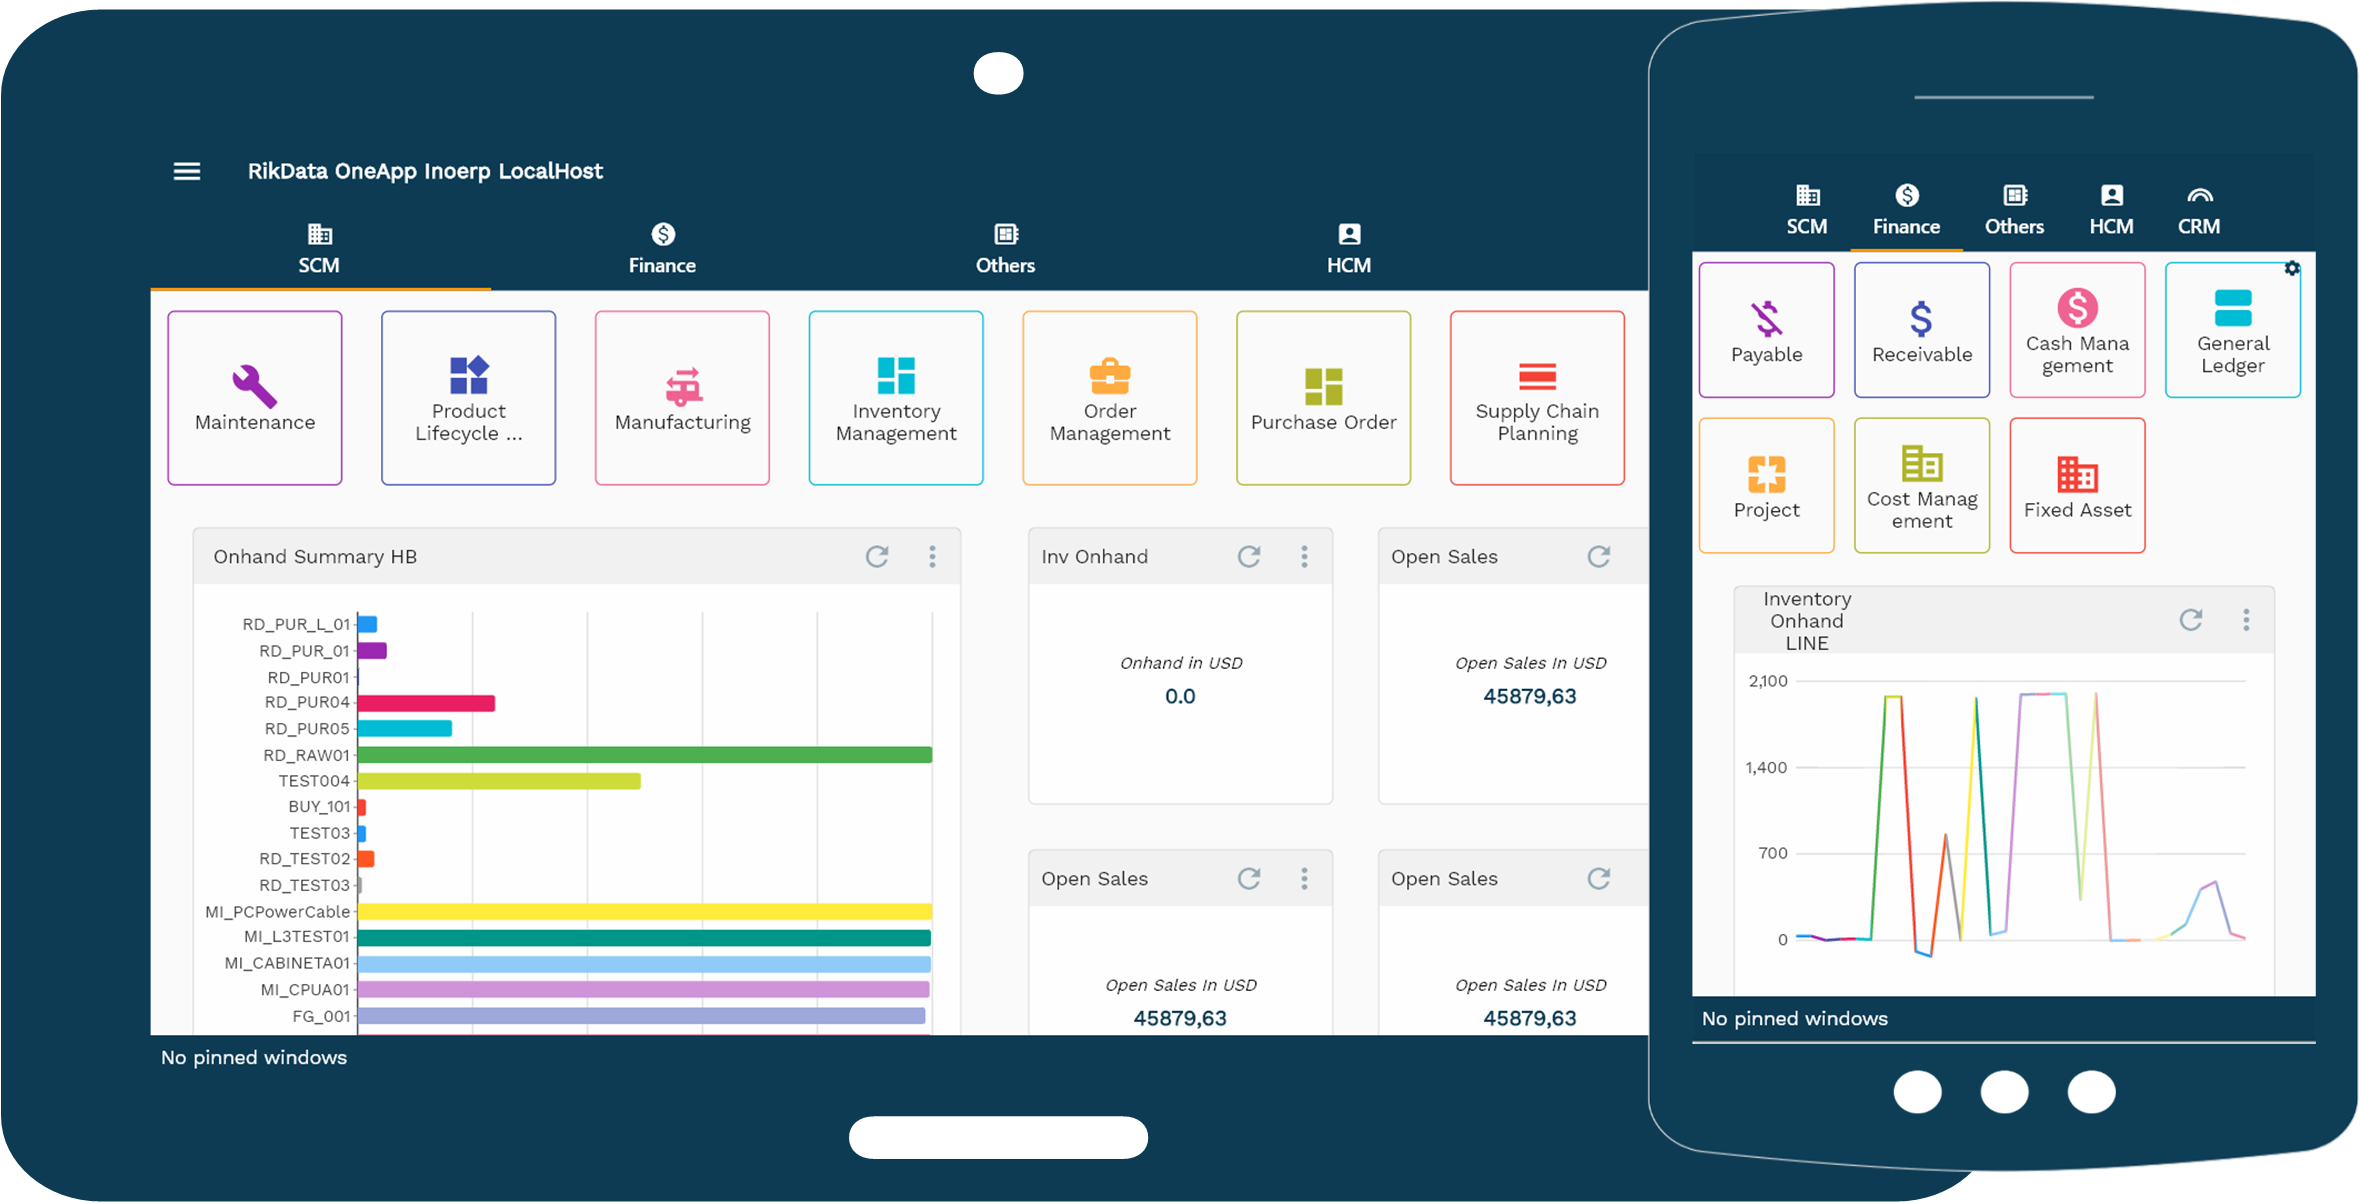 RikData OneApp Inoerp LocalHost
SCM
Finance
Others
HCM
Maintenance
Product
Lifecycle ...
Manufacturing
Inventory
Management
Order
Management
Purchase Order
Supply Chain
Planning
Onhand Summary HB
RD_PUR_L_01
RD_PUR_01
RD_PUR01
RD_PUR04
RD_PUR05
RD_RAW01
TEST004
BUY_101
TEST03
RD_TEST02
RD_TEST03
MI_PCPowerCable
MI_L3TEST01
MI_CABINETA01
MI_CPUA01
FG_001
Inv Onhand
Onhand in USD
0.0
Open Sales
Open Sales In USD
45879,63
Open Sales
Open Sales In USD
45879,63
Open Sales
Open Sales In USD
45879,63
No pinned windows
SCM
Finance
Others
HCM
CRM
Payable
Receivable
Cash Mana
gement
General
Ledger
Project
Cost Manag
ement
Fixed Asset
Inventory
Onhand
LINE
2,100
1,400
700
0
No pinned windows